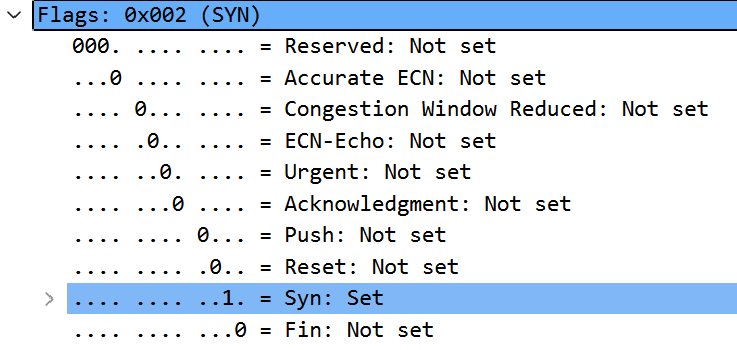 Flags: 0x002 (SYN)
000. .... .... = Reserved: Not set
...0 .... .... = Accurate ECN: Not set
.... 0... .... = Congestion Window Reduced: Not set
.... .0.. .... = ECN-Echo: Not set
.... ..0. .... = Urgent: Not set
.... ...0 .... = Acknowledgment: Not set
.... .... 0... = Push: Not set
.... .... .0.. = Reset: Not set
.... .... ..1. = Syn: Set
.... .... ...0 = Fin: Not set